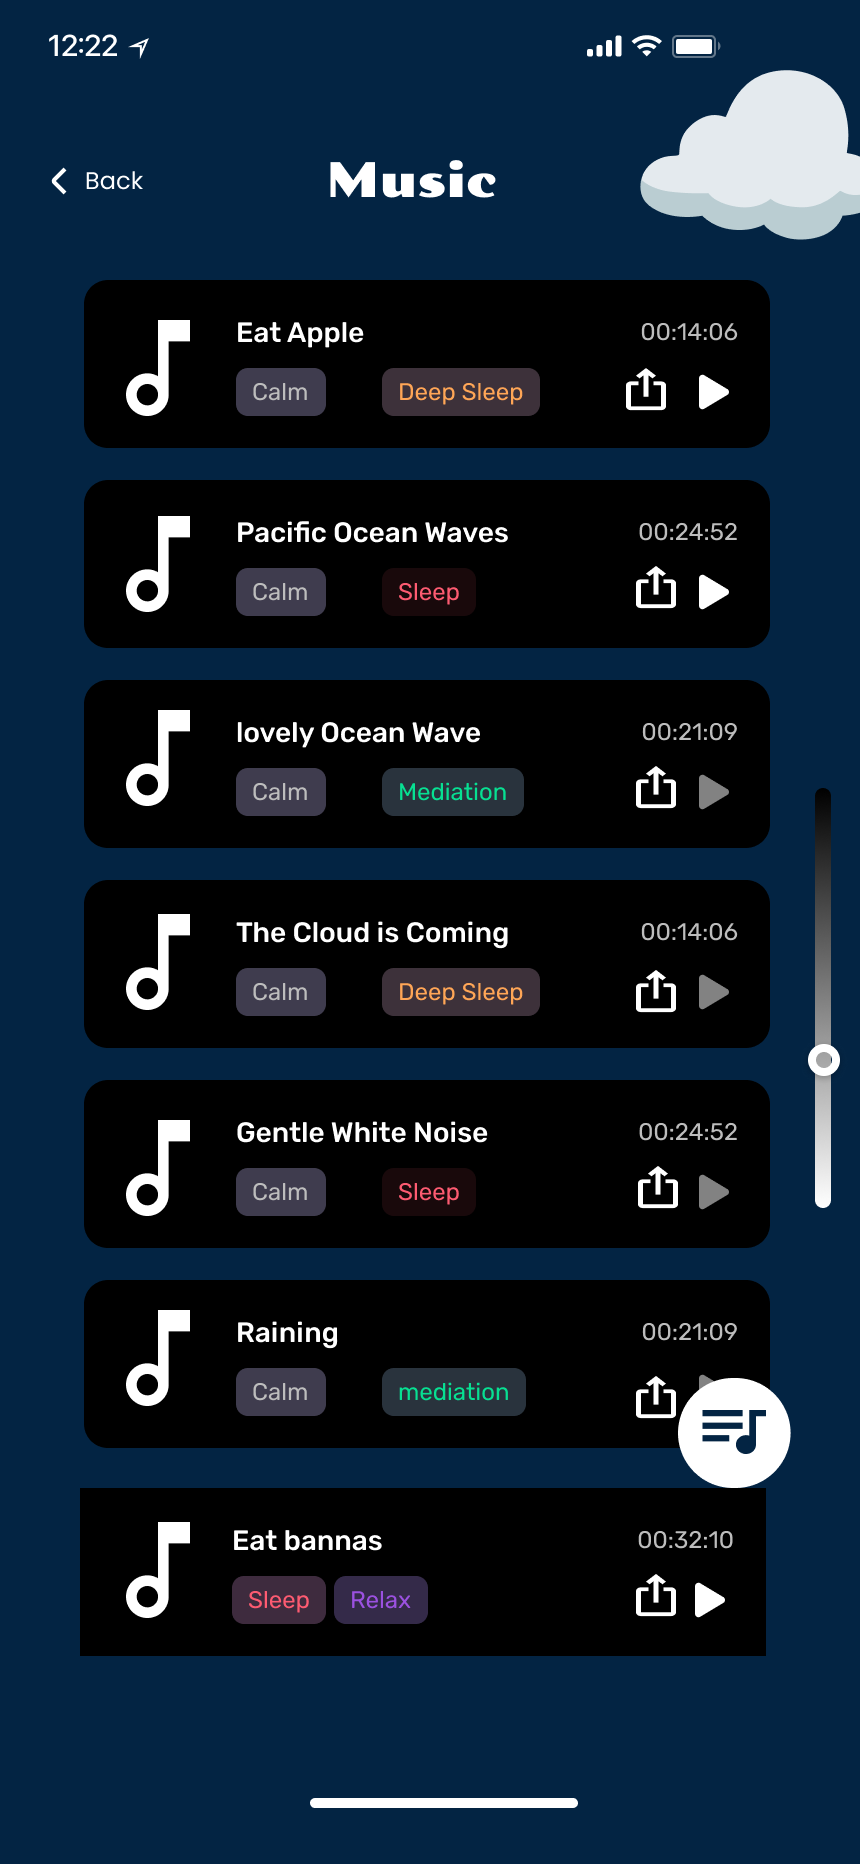 12:22
Back
Music
Eat Apple
00:14:06
Calm
Deep Sleep
Pacific Ocean Waves
00:24:52
Calm
Sleep
lovely Ocean Wave
00:21:09
Calm
Mediation
The Cloud is Coming
00:14:06
Calm
Deep Sleep
Gentle White Noise
00:24:52
Calm
Sleep
Raining
00:21:09
Calm
mediation
Eat bannas
00:32:10
Sleep
Relax